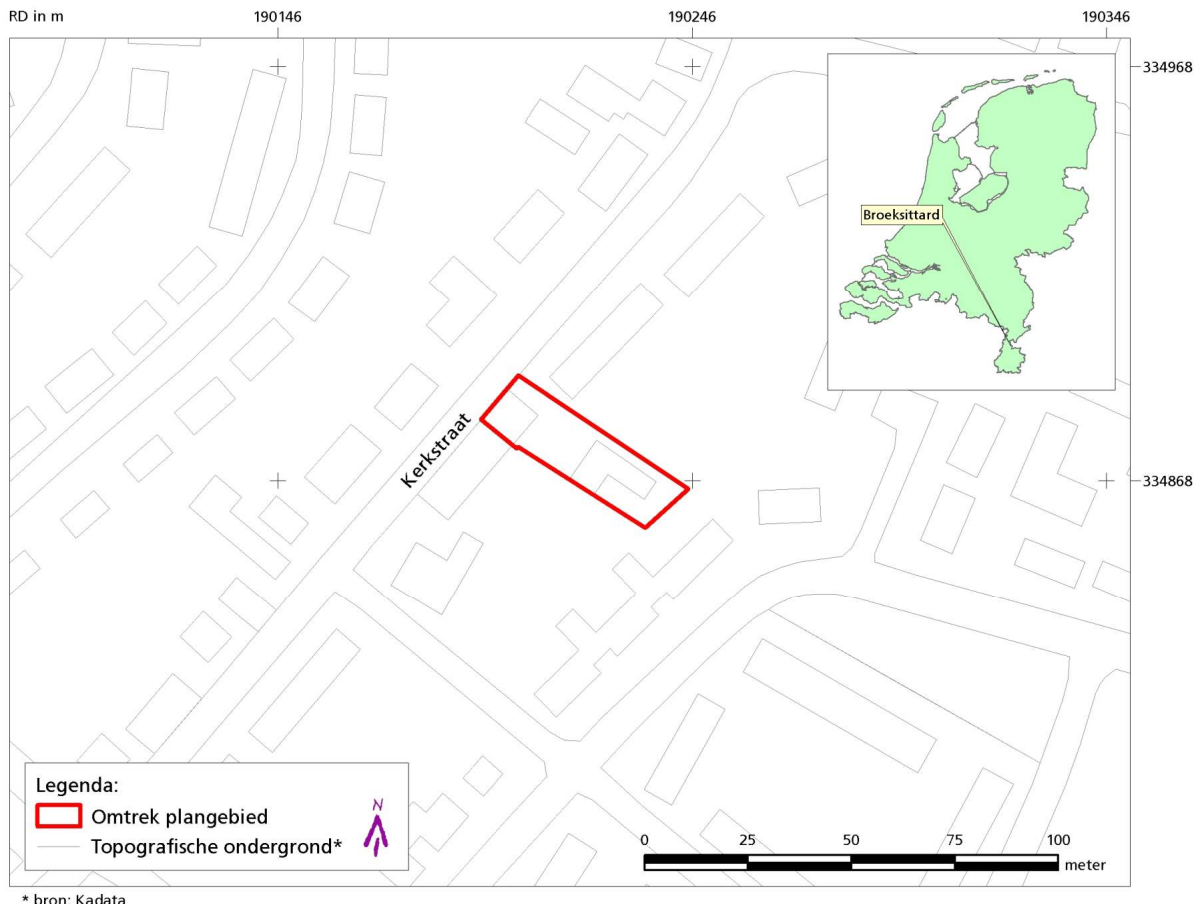 RD in m
190146
190246
190346
334968
Broeksittard
Kerkstraat
334868
Legenda:
N
Omtrek plangebied
Topografische ondergrond*
0 25 50 75 100
meter
* bron: Kadata